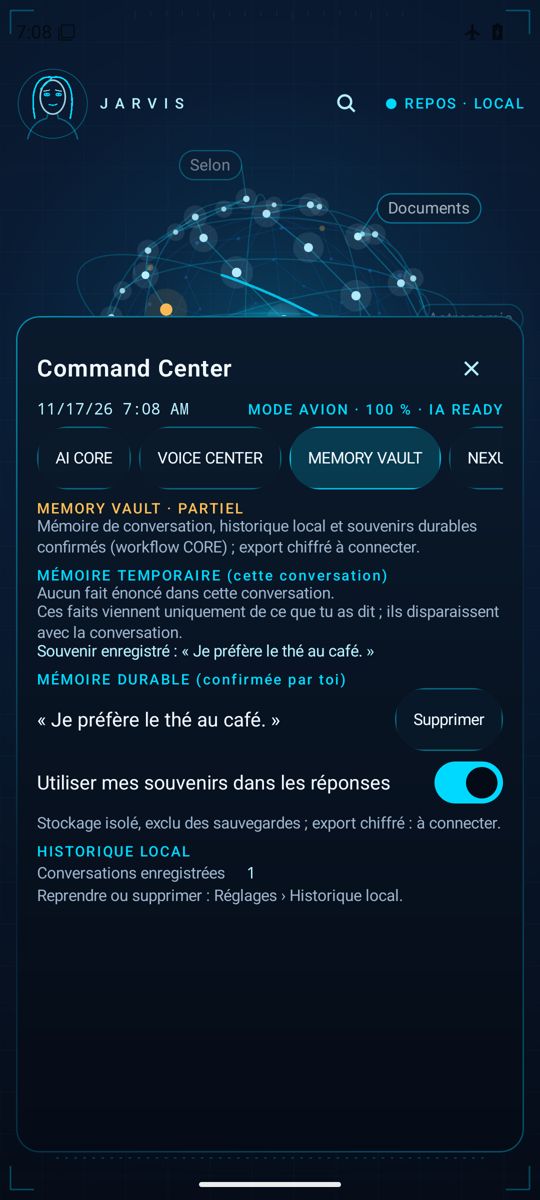 7:08
JARVIS
REPOS · LOCAL
Selon
Documents
Astronomie
Command Center
11/17/26 7:08 AM
MODE AVION · 100 % · IA READY
AI CORE
VOICE CENTER
MEMORY VAULT
NEXU
MEMORY VAULT · PARTIEL
Mémoire de conversation, historique local et souvenirs durables
confirmés (workflow CORE) ; export chiffré à connecter.
MÉMOIRE TEMPORAIRE (cette conversation)
Aucun fait énoncé dans cette conversation.
Ces faits viennent uniquement de ce que tu as dit ; ils disparaissent
avec la conversation.
Souvenir enregistré : « Je préfère le thé au café. »
MÉMOIRE DURABLE (confirmée par toi)
« Je préfère le thé au café. »
Supprimer
Utiliser mes souvenirs dans les réponses
Stockage isolé, exclu des sauvegardes ; export chiffré : à connecter.
HISTORIQUE LOCAL
Conversations enregistrées 1
Reprendre ou supprimer : Réglages › Historique local.